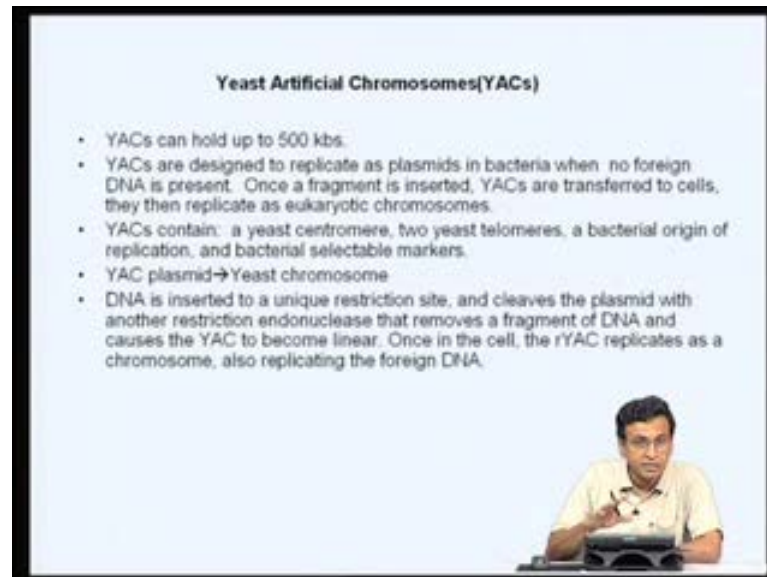 Yeast Artificial Chromosomes(YACs)
• YACs can hold up to 500 kbs.
• YACs are designed to replicate as plasmids in bacteria when no foreign
DNA is present. Once a fragment is inserted, YACs are transferred to cells,
they then replicate as eukaryotic chromosomes.
• YACs contain: a yeast centromere, two yeast telomeres, a bacterial origin of
replication, and bacterial selectable markers.
• YAC plasmid→Yeast chromosome
• DNA is inserted to a unique restriction site, and cleaves the plasmid with
another restriction endonuclease that removes a fragment of DNA and
causes the YAC to become linear. Once in the cell, the rYAC replicates as a
chromosome, also replicating the foreign DNA.